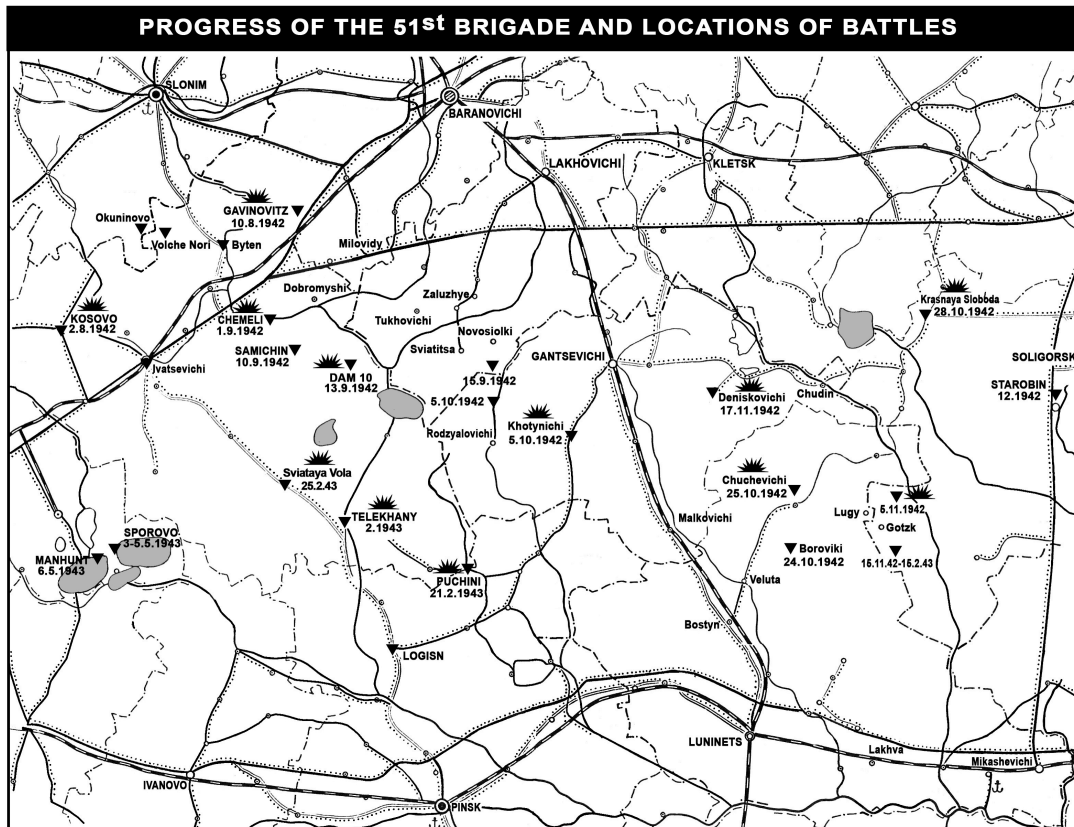 PROGRESS OF THE 51st BRIGADE AND LOCATIONS OF BATTLES
SLONIM
BARANOVICHI
LAKHOVICHI
KLETSK
GAVINOVITZ
10.8.1942
Okuninovo
Volche Nori
Byten
Milovidy
Dobromyshi
Zaluzhye
Tukhovichi
Krasnaya Sloboda
28.10.1942
KOSOVO
2.8.1942
CHEMELI
1.9.1942
Novosiolki
Sviatitsa
SAMICHIN
10.9.1942
GANTSEVICHI
SOLIGORSK
Ivatsevichi
DAM 10
13.9.1942
15.9.1942
STAROBIN
12.1942
5.10.1942
Deniskovichi
17.11.1942
Chudin
Khotynichi
5.10.1942
Rodzyalovichi
Sviataya Vola
25.2.43
Chuchevichi
25.10.1942
5.11.1942
TELEKHANY
2.1943
Malkovichi
Lugy
Gotzk
SPOROVO
3-5.5.1943
MANHUNT
6.5.1943
Boroviki
24.10.1942
15.11.42-15.2.43
PUCHINI
21.2.1943
Veluta
Bostyn
LOGISN
LUNINETS
Lakhva
Mikashevichi
IVANOVO
PINSK